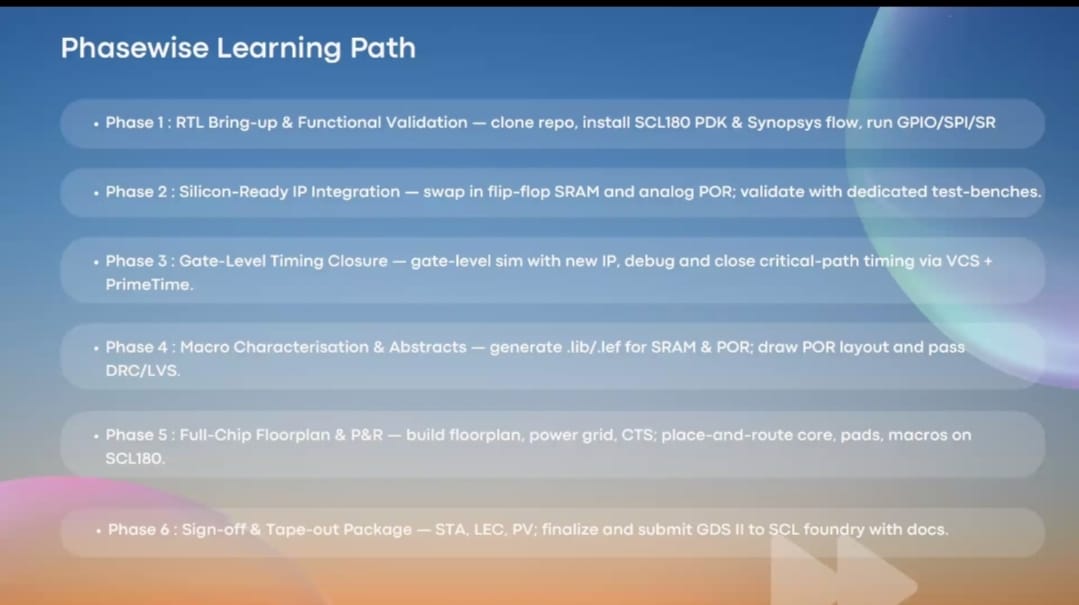 Phasewise Learning Path
• Phase 1 : RTL Bring-up & Functional Validation — clone repo, install SCL180 PDK & Synopsys flow, run GPIO/SPI/SR
• Phase 2 : Silicon-Ready IP Integration — swap in flip-flop SRAM and analog POR; validate with dedicated test-benches.
• Phase 3 : Gate-Level Timing Closure — gate-level sim with new IP, debug and close critical-path timing via VCS +
PrimeTime.
• Phase 4 : Macro Characterisation & Abstracts — generate .lib/.lef for SRAM & POR; draw POR layout and pass
DRC/LVS.
• Phase 5 : Full-Chip Floorplan & P&R — build floorplan, power grid, CTS; place-and-route core, pads, macros on
SCL180.
• Phase 6 : Sign-off & Tape-out Package — STA, LEC, PV; finalize and submit GDS II to SCL foundry with docs.